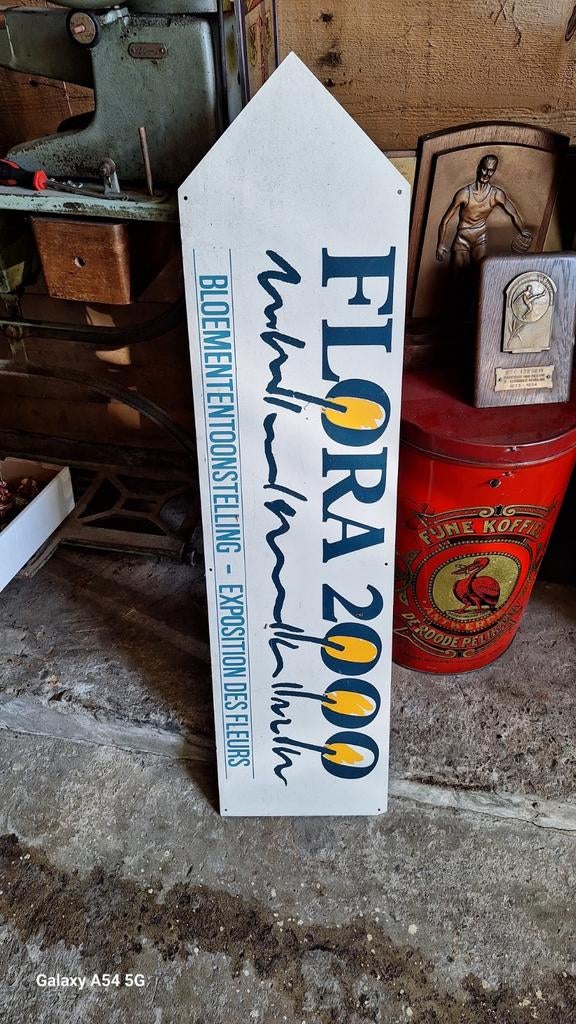 FLORA 2000
BLOEMENTENTOONSTELLING - EXPOSITION DES FLEURS
FIJNE KOFFIE
DE ROODE PELIKAAN
Galaxy A54 5G